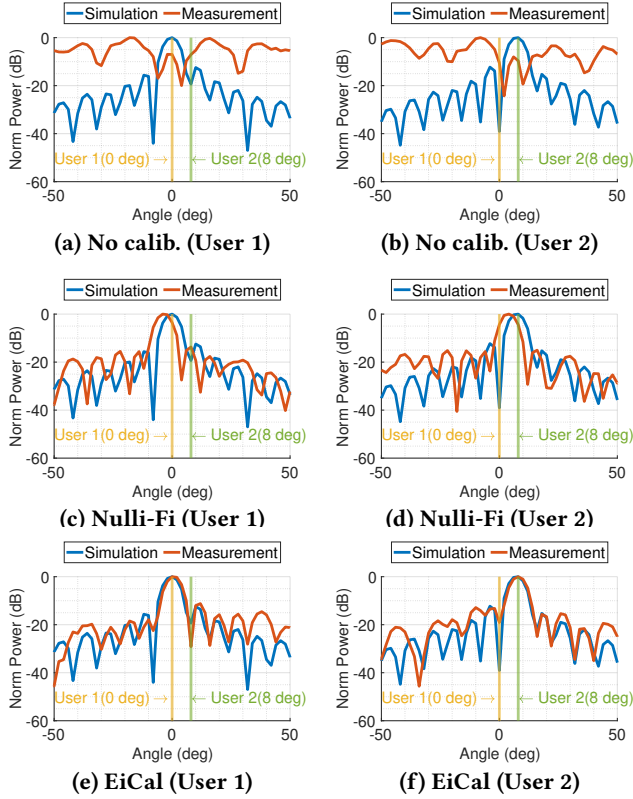 Simulation Measurement Simulation Measurement
0
-20
-40
-60
Norm Power (dB)
User 1(0 deg) → ← User 2(8 deg)
-50 0 50
Angle (deg)
0
-20
-40
-60
Norm Power (dB)
User 1(0 deg) → ← User 2(8 deg)
-50 0 50
Angle (deg)
(a) No calib. (User 1) (b) No calib. (User 2)
Simulation Measurement Simulation Measurement
0
-20
-40
-60
Norm Power (dB)
User 1(0 deg) → ← User 2(8 deg)
-50 0 50
Angle (deg)
0
-20
-40
-60
Norm Power (dB)
User 1(0 deg) → ← User 2(8 deg)
-50 0 50
Angle (deg)
(c) Nulli-Fi (User 1) (d) Nulli-Fi (User 2)
Simulation Measurement Simulation Measurement
0
-20
-40
-60
Norm Power (dB)
User 1(0 deg) → ← User 2(8 deg)
-50 0 50
Angle (deg)
0
-20
-40
-60
Norm Power (dB)
User 1(0 deg) → ← User 2(8 deg)
-50 0 50
Angle (deg)
(e) EiCal (User 1) (f) EiCal (User 2)